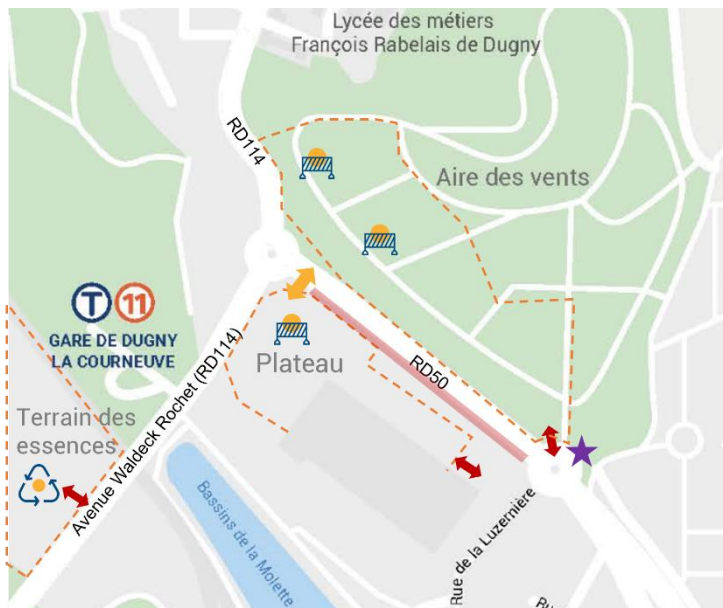 Lycée des métiers
François Rabelais de Dugny
RD114
Aire des vents
T 11
GARE DE DUGNY
LA COURNEUVE
Plateau
RD50
Terrain des
essences
Avenue Waldeck Rochet (RD114)
Bassins de la Molette
Rue de la Luzernière